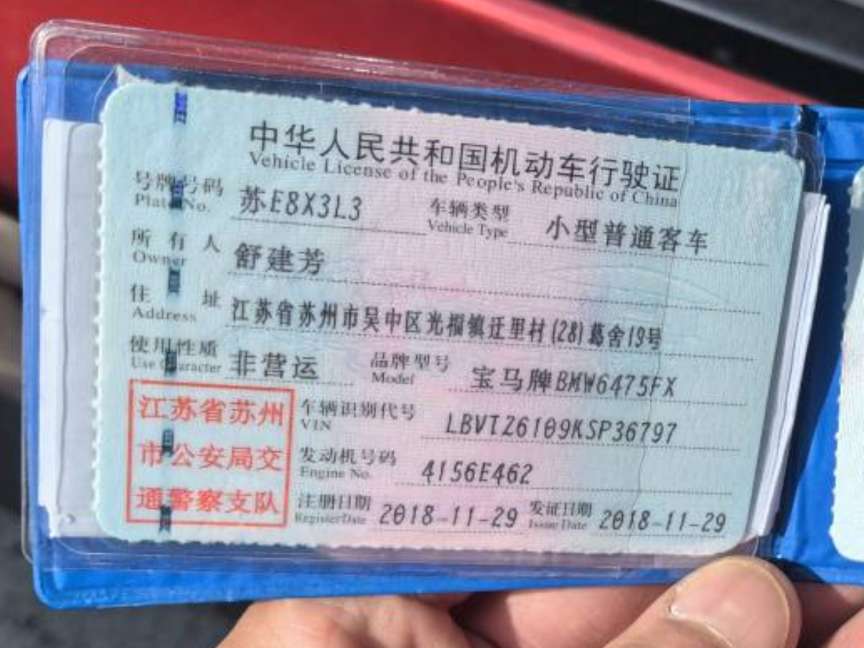 中华人民共和国机动车行驶证
Vehicle License of the People's Republic of China
号牌号码 苏E8X3L3 车辆类型 小型普通客车
Plate No. Vehicle Type
所有人 舒建芳
Owner
住址 江苏省苏州市吴中区光福镇迂里村(28)葛舍19号
Address
使用性质 非营运 品牌型号 宝马牌BMW6475FX
Use Character Model
江苏省苏州 车辆识别代号 LBVTZ6109KSP36797
VIN
市公安局交 发动机号码 4156E462
Engine No.
通警察支队 注册日期 2018-11-29 发证日期 2018-11-29
Register Date Issue Date